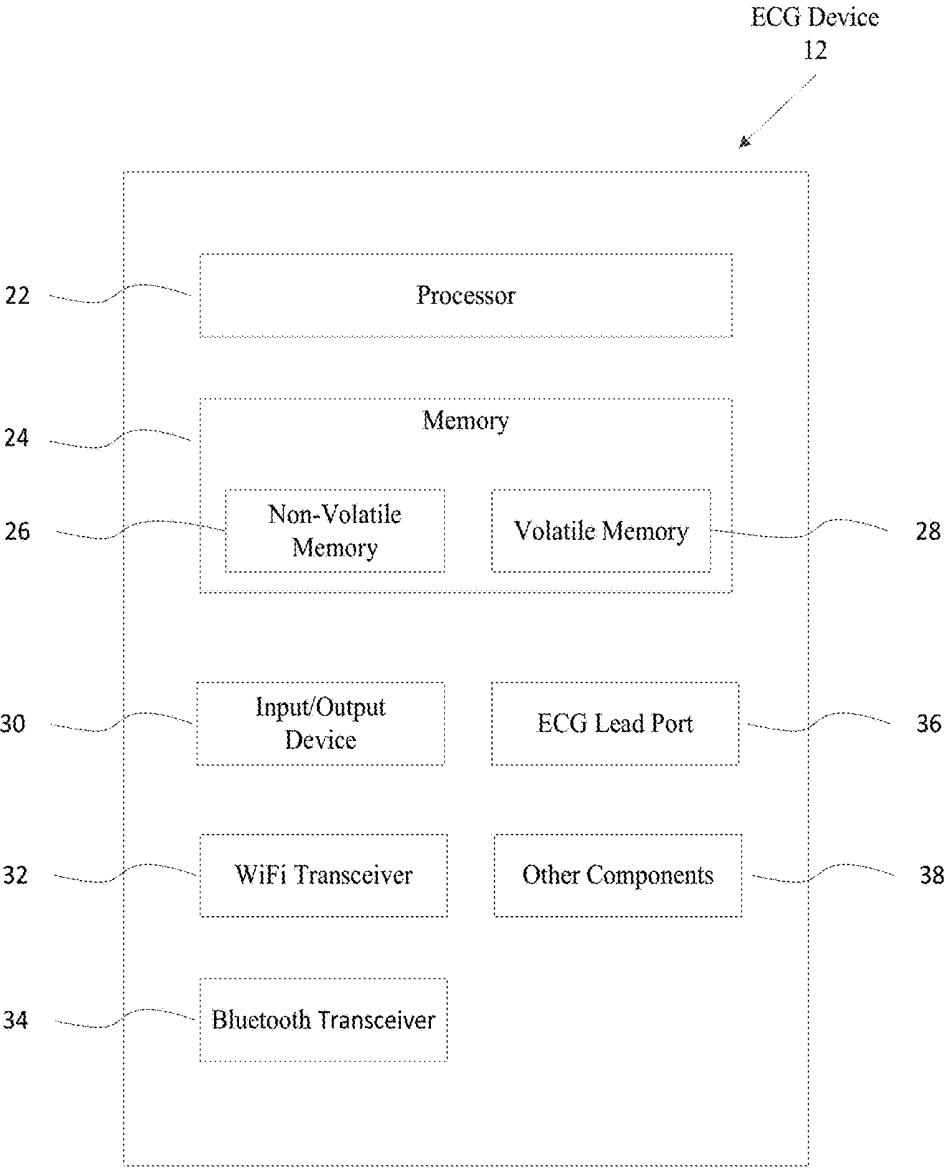 ECG Device
12
22
Processor
24
Memory
26
Non-Volatile
Memory
Volatile Memory
28
30
Input/Output
Device
ECG Lead Port
36
32
WiFi Transceiver
Other Components
38
34
Bluetooth Transceiver